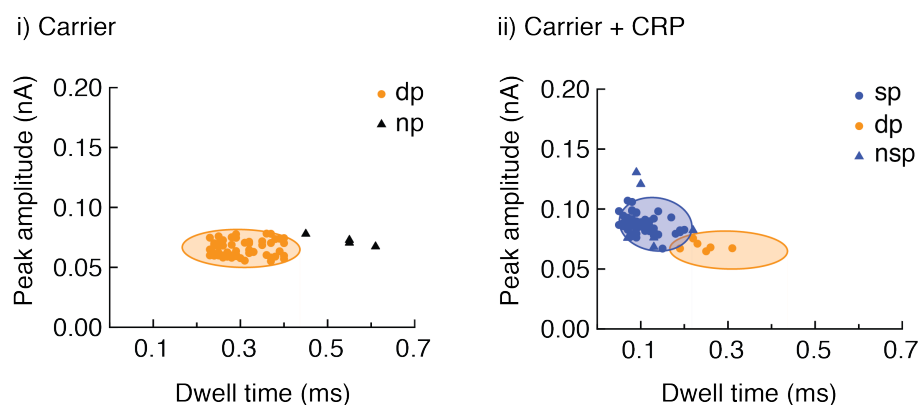 i) Carrier
Peak amplitude (nA)
0.20
0.15
0.10
0.05
0.00
0.1
0.3
0.5
0.7
Dwell time (ms)
dp
np
ii) Carrier + CRP
Peak amplitude (nA)
0.20
0.15
0.10
0.05
0.00
0.1
0.3
0.5
0.7
Dwell time (ms)
sp
dp
nsp